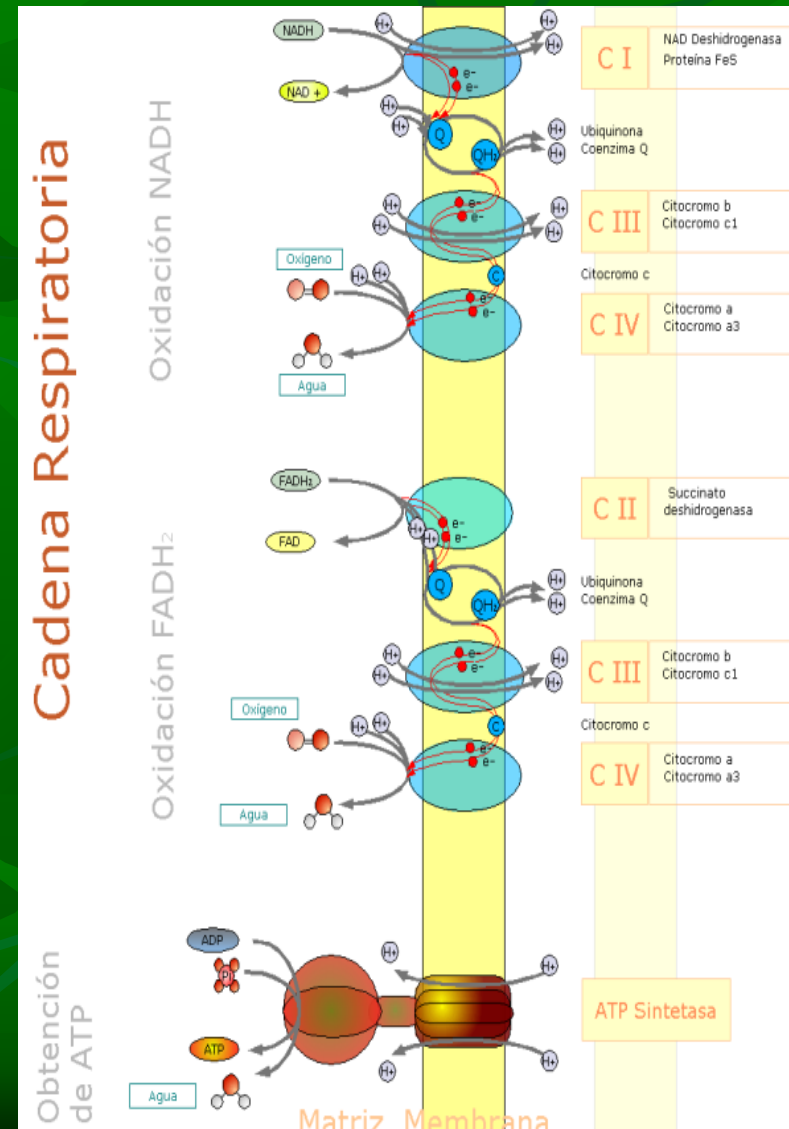 Cadena Respiratoria
Oxidación NADH
NADH
NAD +
H+
H+
H+
e-
e-
H+
H+
Q
QH₂
H+
H+
C I
NAD Deshidrogenasa
Proteína FeS
Ubiquinona
Coenzima Q
H+
H+
e-
e-
H+
H+
C III
Citocromo b
Citocromo c1
Oxígeno
H+
H+
C
Citocromo c
e-
e-
Agua
C IV
Citocromo a
Citocromo a3
Oxidación FADH₂
FADH₂
FAD
H+
H+
e-
e-
Q
QH₂
H+
H+
C II
Succinato
deshidrogenasa
Ubiquinona
Coenzima Q
H+
H+
e-
e-
H+
H+
C III
Citocromo b
Citocromo c1
Oxígeno
H+
H+
C
Citocromo c
e-
e-
Agua
C IV
Citocromo a
Citocromo a3
Obtención
de ATP
ADP
Pi
ATP
Agua
H+
H+
H+
H+
ATP Sintetasa
Matriz Membrana